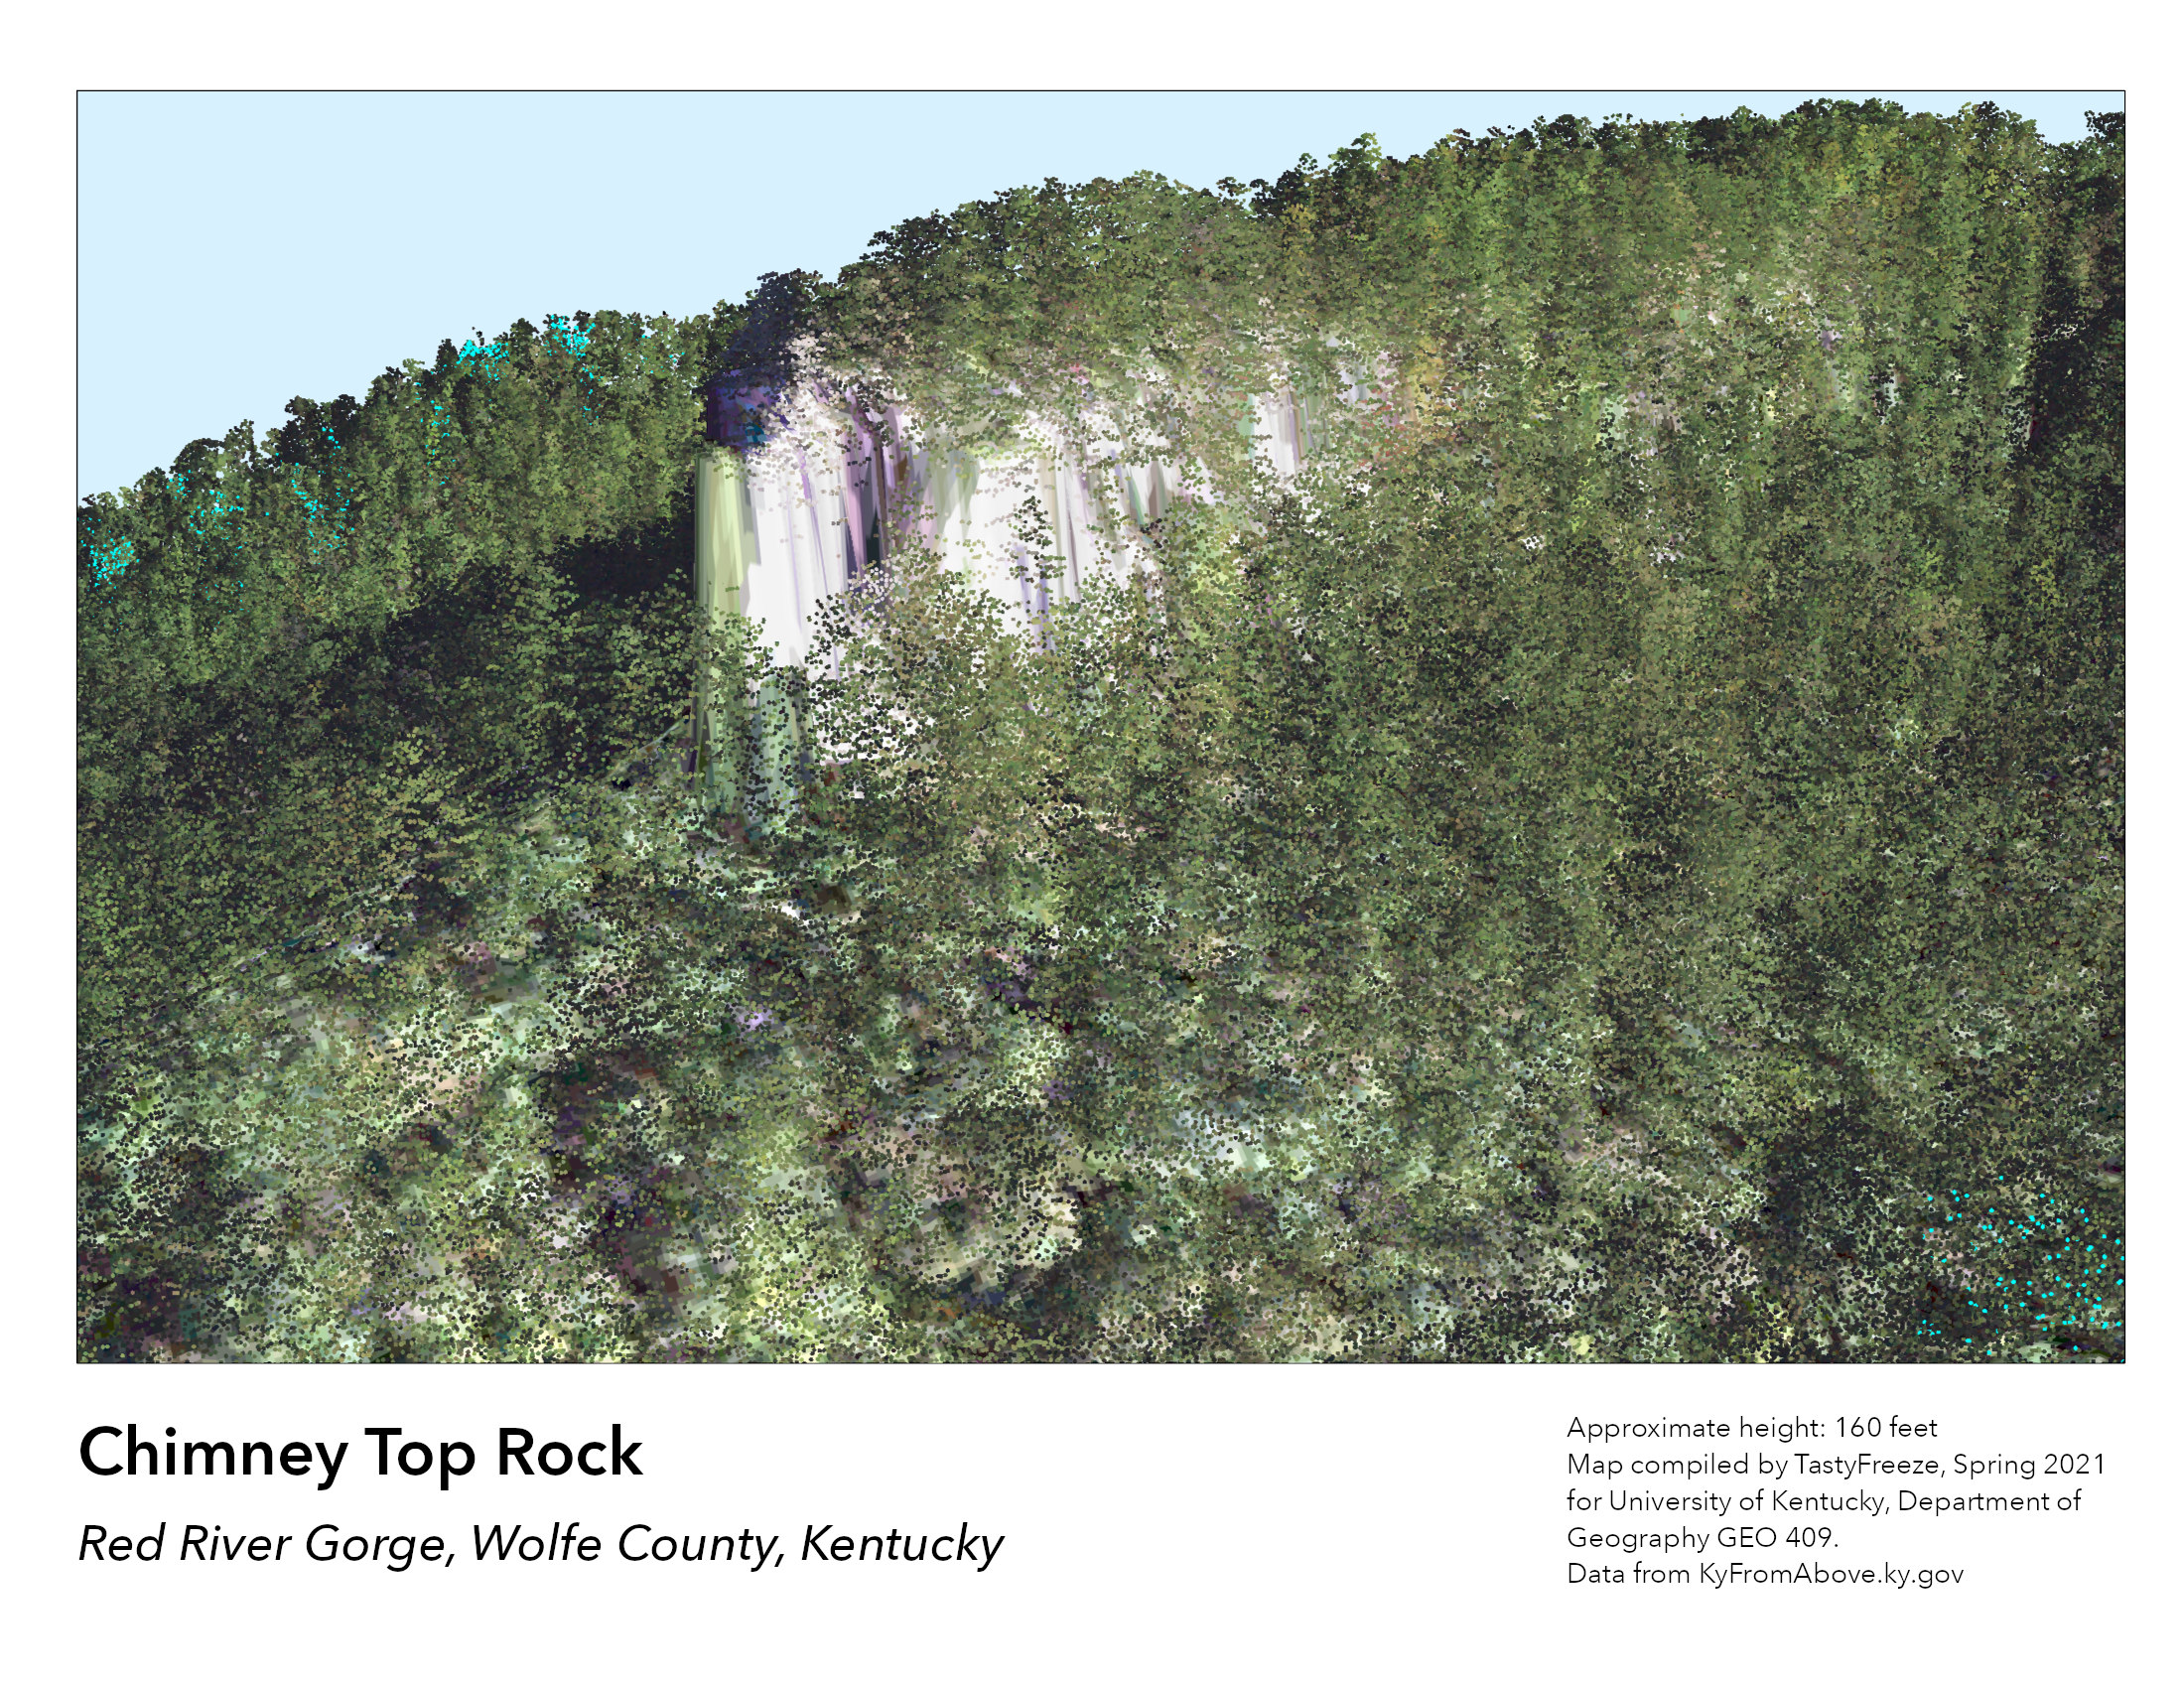 Chimney Top Rock
Red River Gorge, Wolfe County, Kentucky
Approximate height: 160 feet
Map compiled by TastyFreeze, Spring 2021
for University of Kentucky, Department of
Geography GEO 409.
Data from KyFromAbove.ky.gov